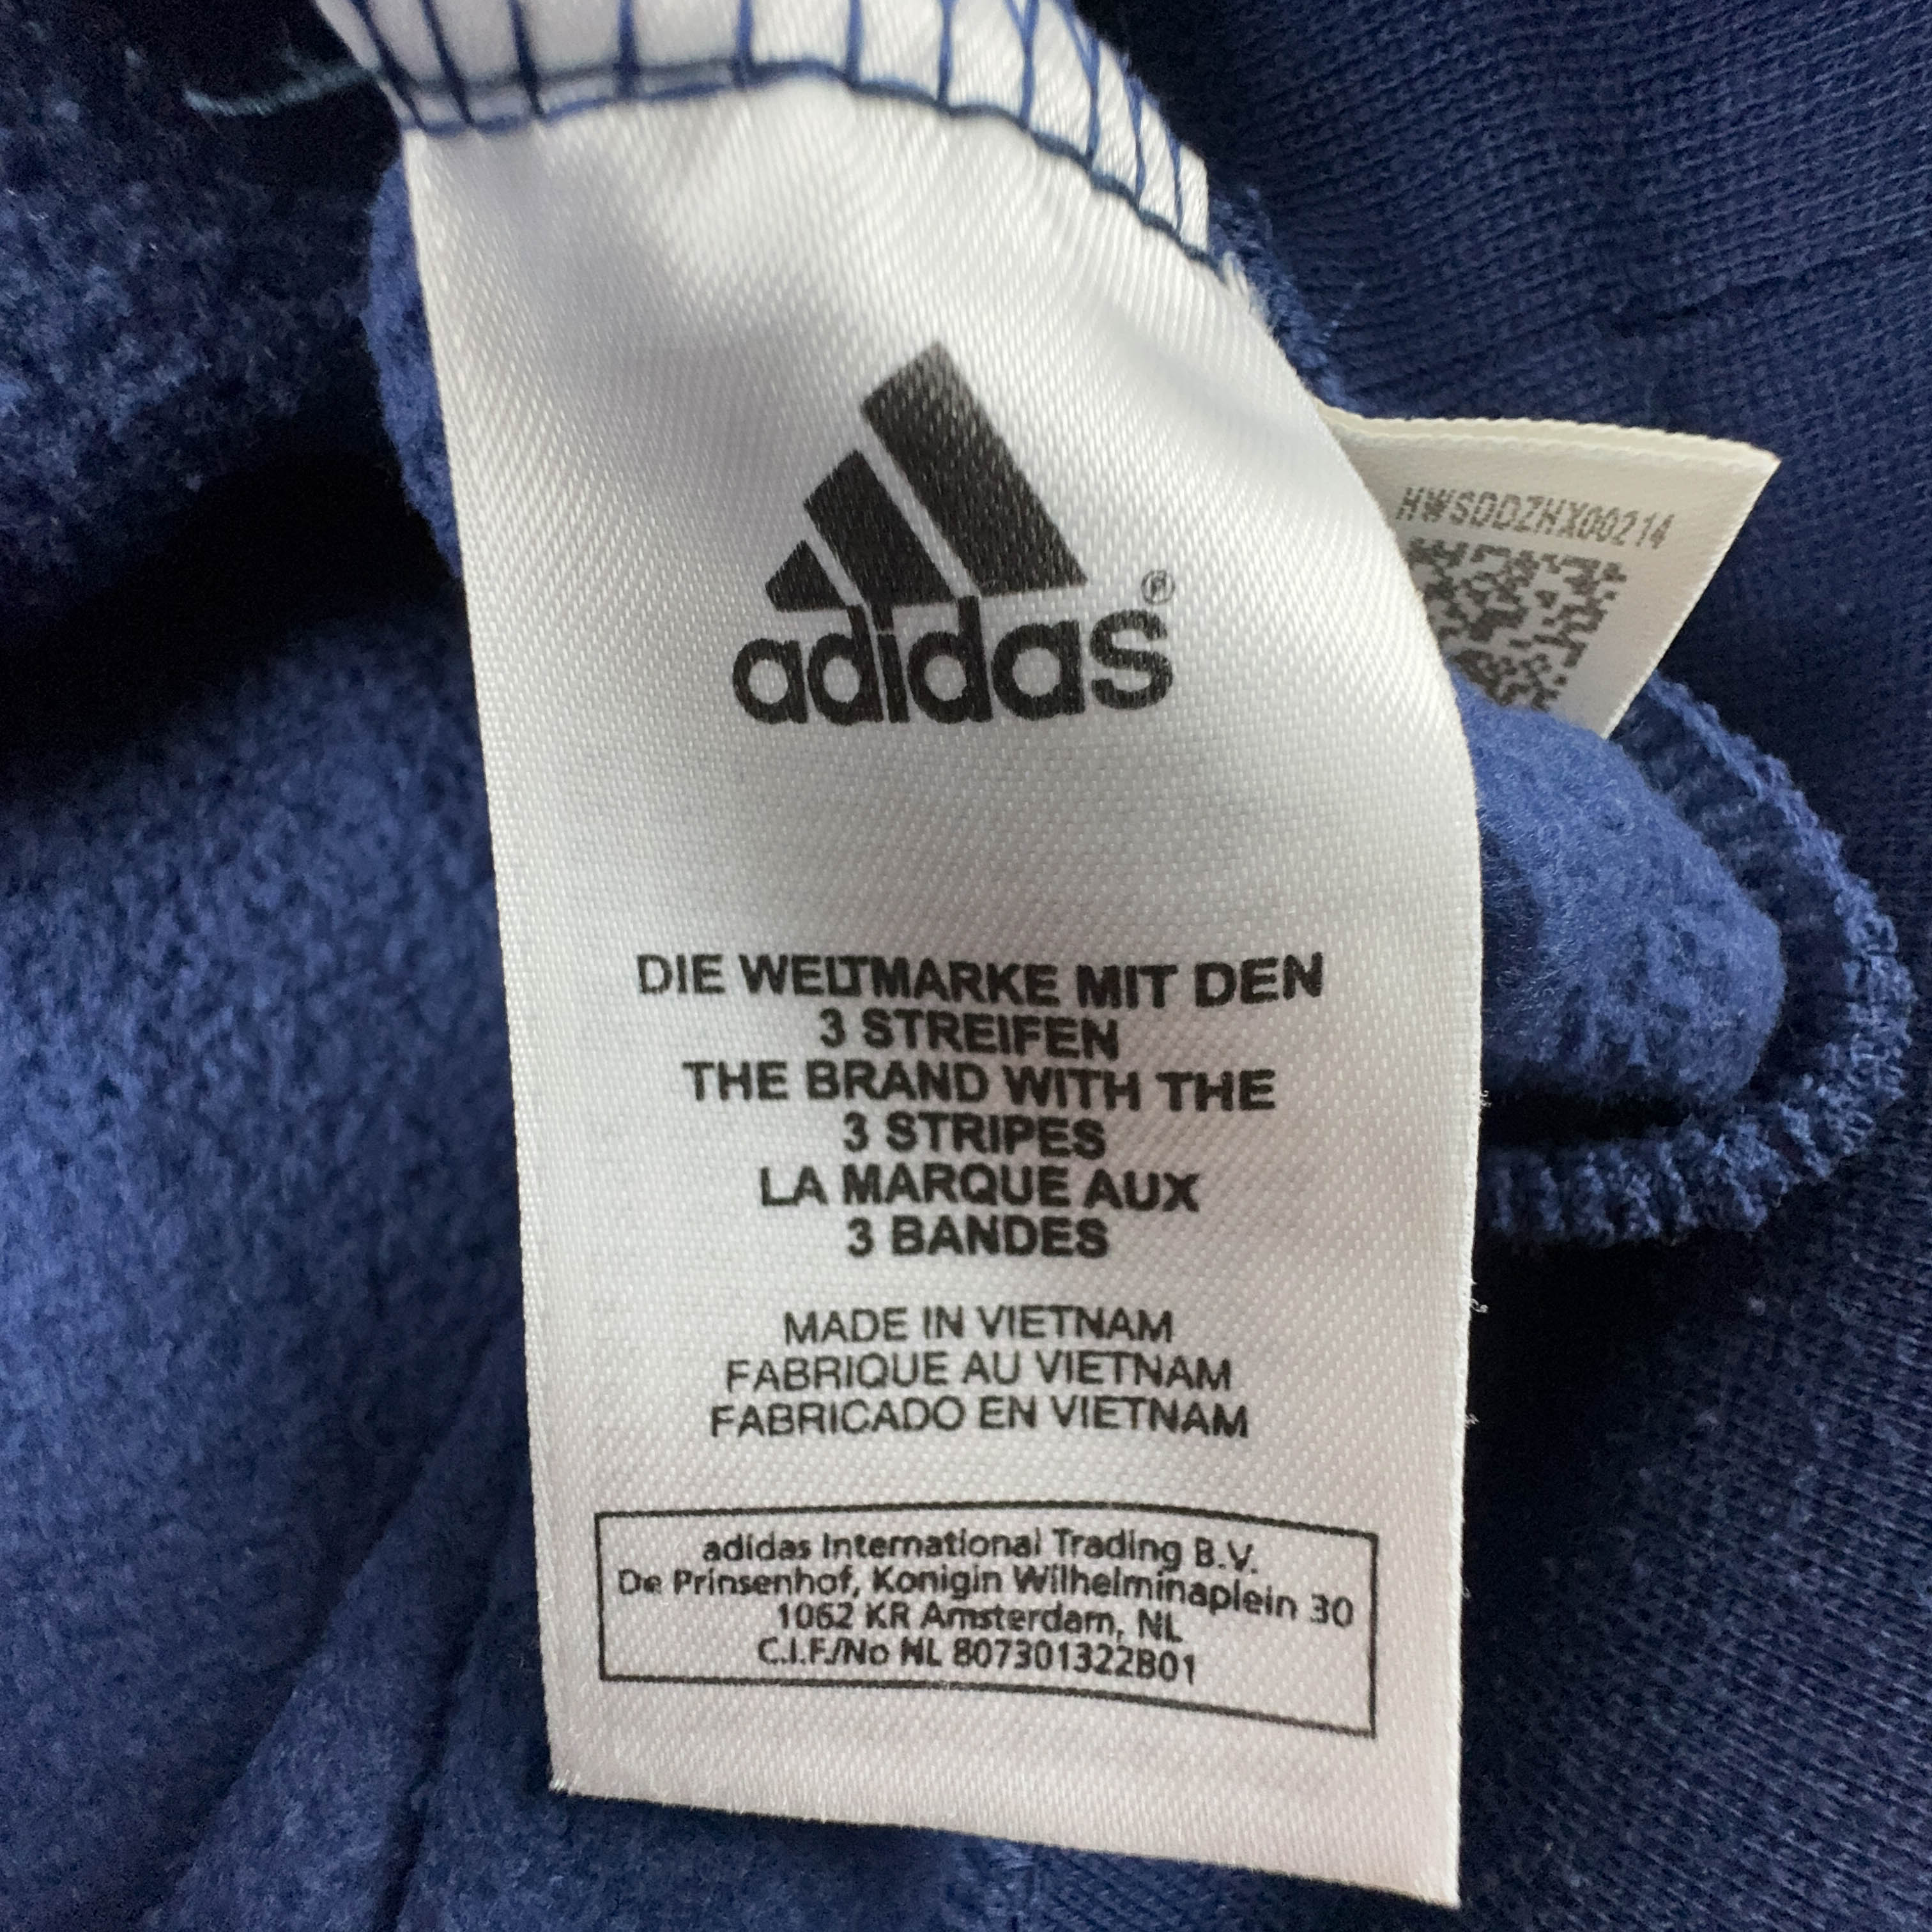 adidas®
HWSDDZHX00214
DIE WELTMARKE MIT DEN
3 STREIFEN
THE BRAND WITH THE
3 STRIPES
LA MARQUE AUX
3 BANDES
MADE IN VIETNAM
FABRIQUE AU VIETNAM
FABRICADO EN VIETNAM
adidas International Trading B.V.
De Prinsenhof, Konigin Wilhelminaplein 30
1062 KR Amsterdam, NL
C.I.F./No NL 807301322B01